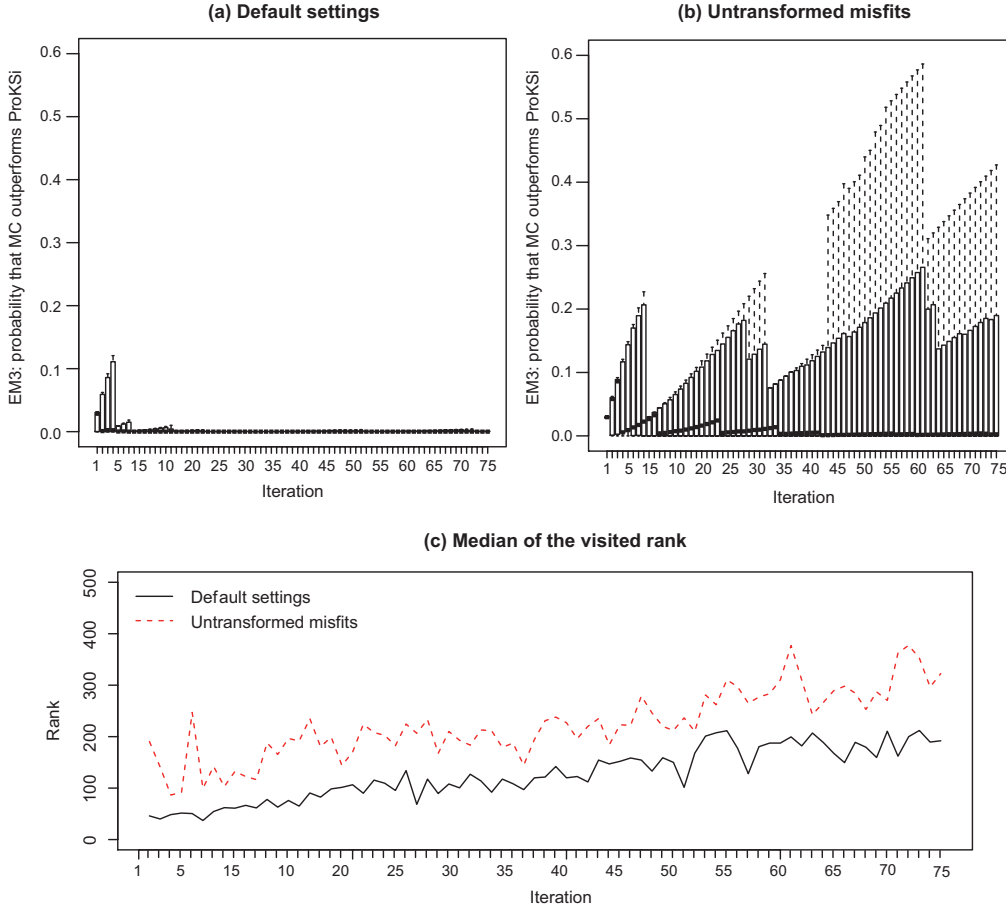 (a) Default settings
EM3: probability that MC outperforms ProKSi
0.6
0.5
0.4
0.3
0.2
0.1
0.0
1 5 15 10 15 20 25 30 35 40 45 50 55 60 65 70 75
Iteration
(b) Untransformed misfits
EM3: probability that MC outperforms ProKSi
0.6
0.5
0.4
0.3
0.2
0.1
0.0
1 5 15 10 15 20 25 30 35 40 45 50 55 60 65 70 75
Iteration
(c) Median of the visited rank
Rank
500
400
300
200
100
0
Default settings
Untransformed misfits
1 5 15 10 20 25 30 35 40 45 50 55 60 65 70 75
Iteration